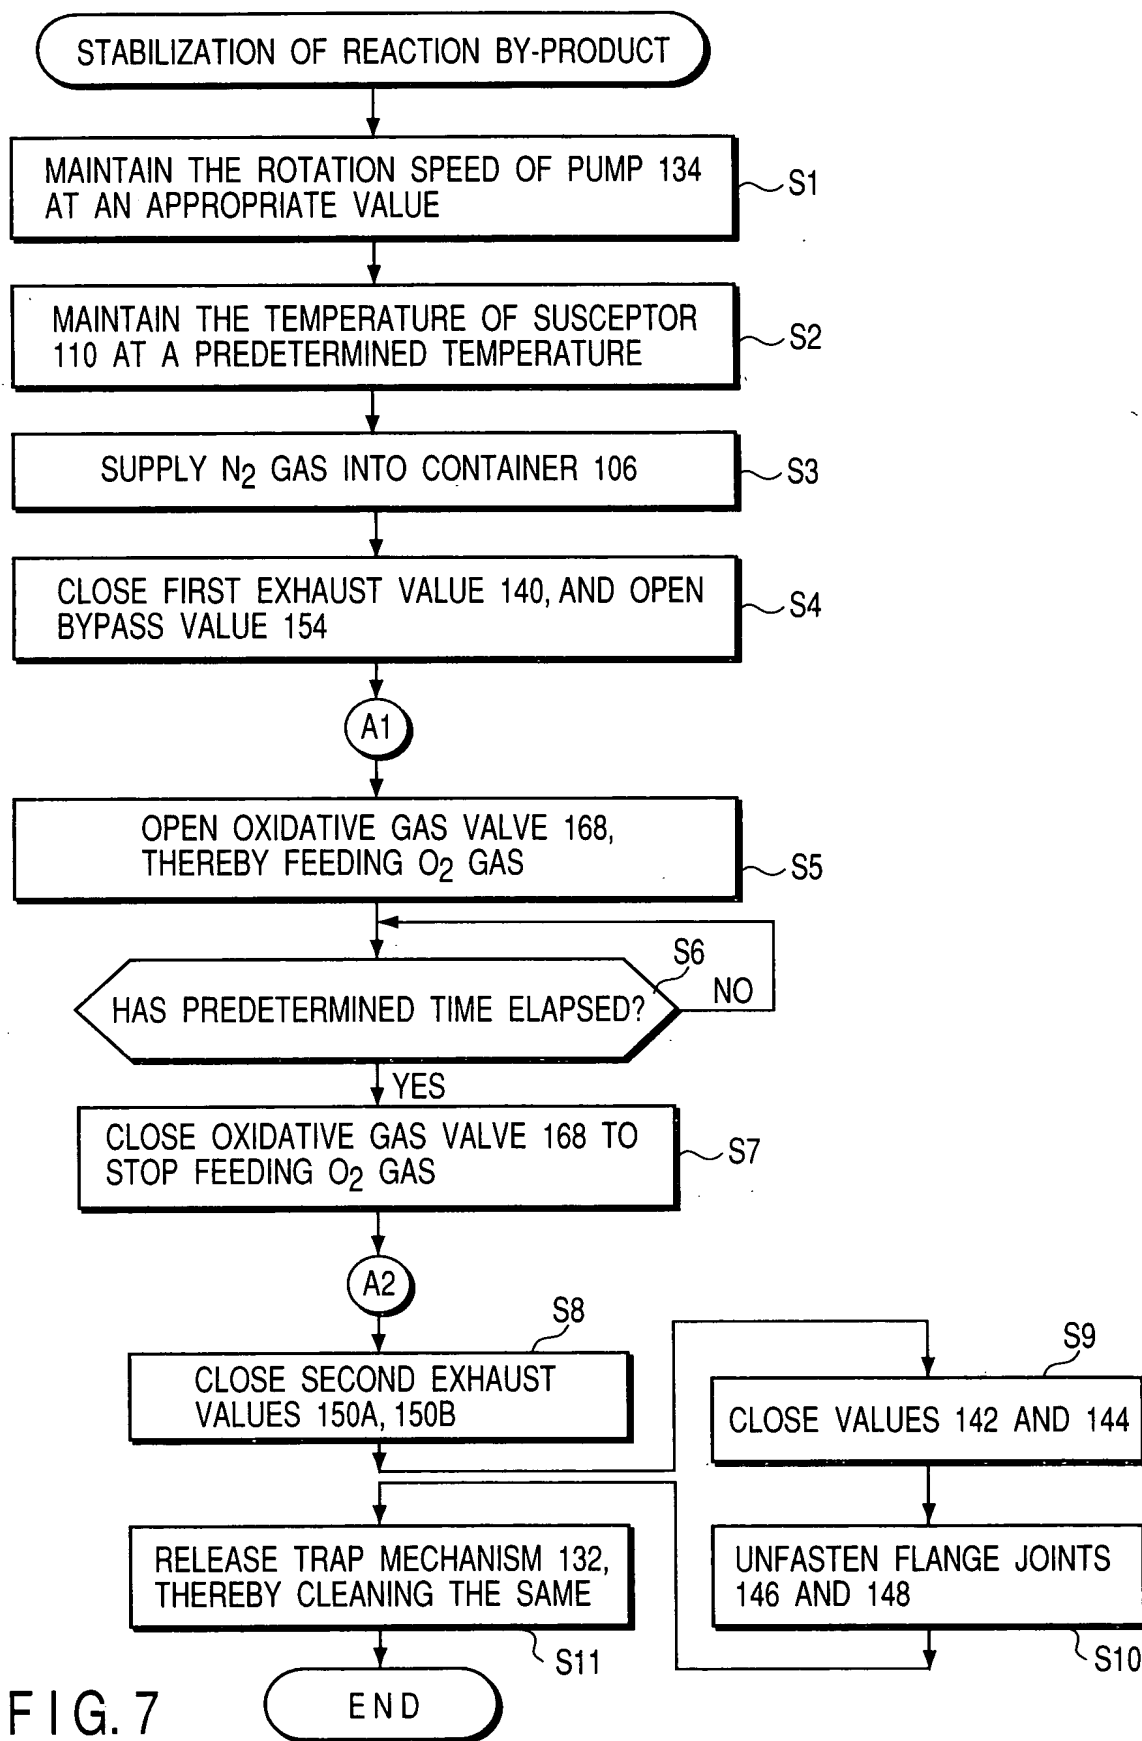 STABILIZATION OF REACTION BY-PRODUCT
MAINTAIN THE ROTATION SPEED OF PUMP 134
AT AN APPROPRIATE VALUE
S1
MAINTAIN THE TEMPERATURE OF SUSCEPTOR
110 AT A PREDETERMINED TEMPERATURE
S2
SUPPLY N2 GAS INTO CONTAINER 106
S3
CLOSE FIRST EXHAUST VALUE 140, AND OPEN
BYPASS VALUE 154
S4
A1
OPEN OXIDATIVE GAS VALVE 168,
THEREBY FEEDING O2 GAS
S5
S6
HAS PREDETERMINED TIME ELAPSED?
NO
YES
CLOSE OXIDATIVE GAS VALVE 168 TO
STOP FEEDING O2 GAS
S7
A2
S8
CLOSE SECOND EXHAUST
VALUES 150A, 150B
S9
CLOSE VALUES 142 AND 144
UNFASTEN FLANGE JOINTS
146 AND 148
S10
RELEASE TRAP MECHANISM 132,
THEREBY CLEANING THE SAME
S11
END
FIG. 7